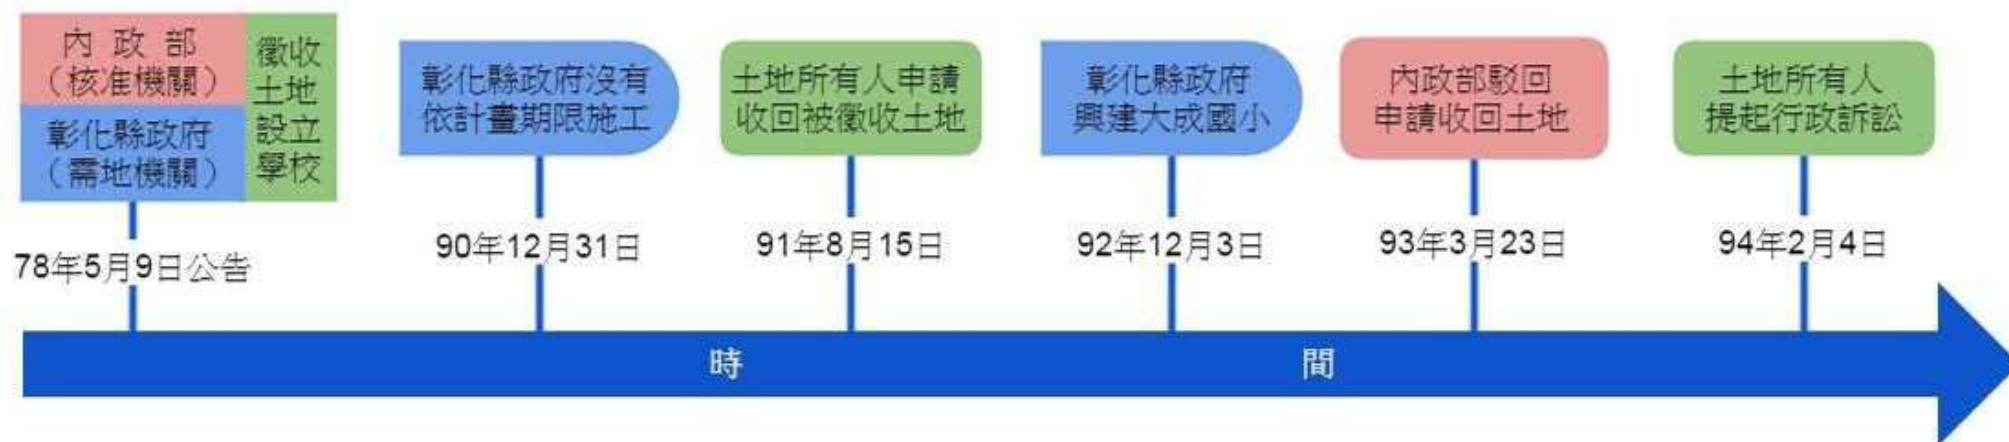 內政部
（核准機關）
彰化縣政府
（需地機關）
徵收
土地
設立
學校
78年5月9日公告
彰化縣政府沒有
依計畫期限施工
90年12月31日
土地所有人申請
收回被徵收土地
91年8月15日
彰化縣政府
興建大成國小
92年12月3日
內政部駁回
申請收回土地
93年3月23日
土地所有人
提起行政訴訟
94年2月4日
時間